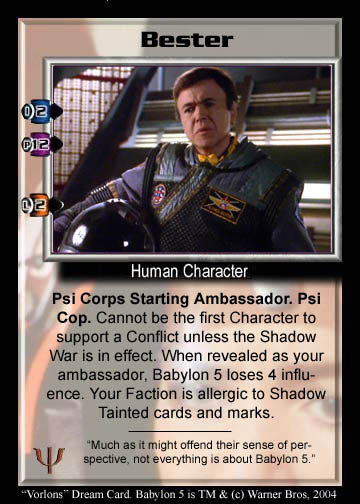 Bester
D2
P12
L2
Human Character
Psi Corps Starting Ambassador. Psi
Cop. Cannot be the first Character to
support a Conflict unless the Shadow
War is in effect. When revealed as your
ambassador, Babylon 5 loses 4 influ-
ence. Your Faction is allergic to Shadow
Tainted cards and marks.
“Much as it might offend their sense of per-
spective, not everything is about Babylon 5.”
“Vorlons” Dream Card. Babylon 5 is TM & (c) Warner Bros, 2004